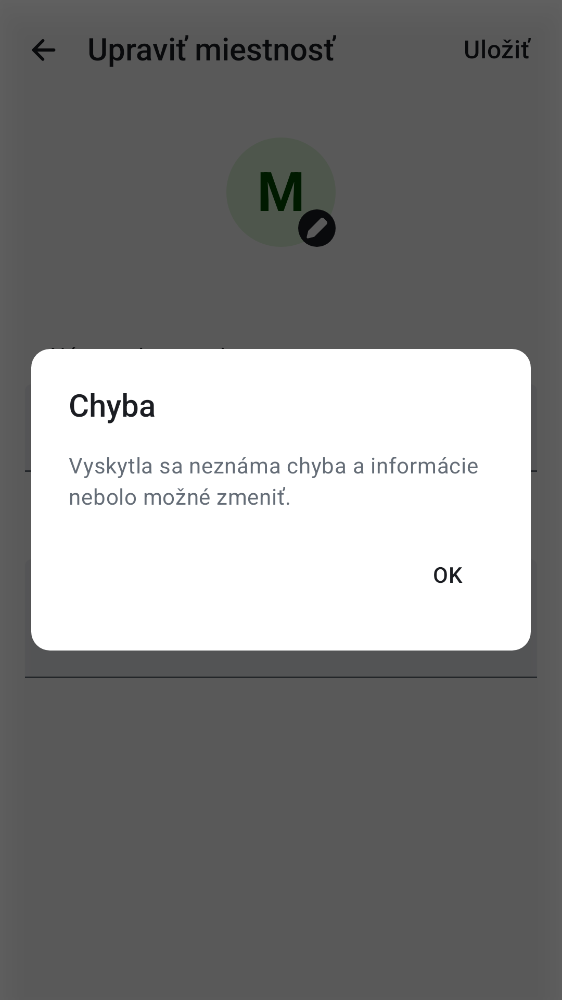 Upraviť miestnosť
Uložiť
M
Chyba
Vyskytla sa neznáma chyba a informácie
nebolo možné zmeniť.
OK